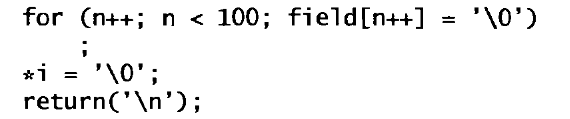 for (n++; n < 100; field[n++] = '\0')
;
*i = '\0';
return('\n');